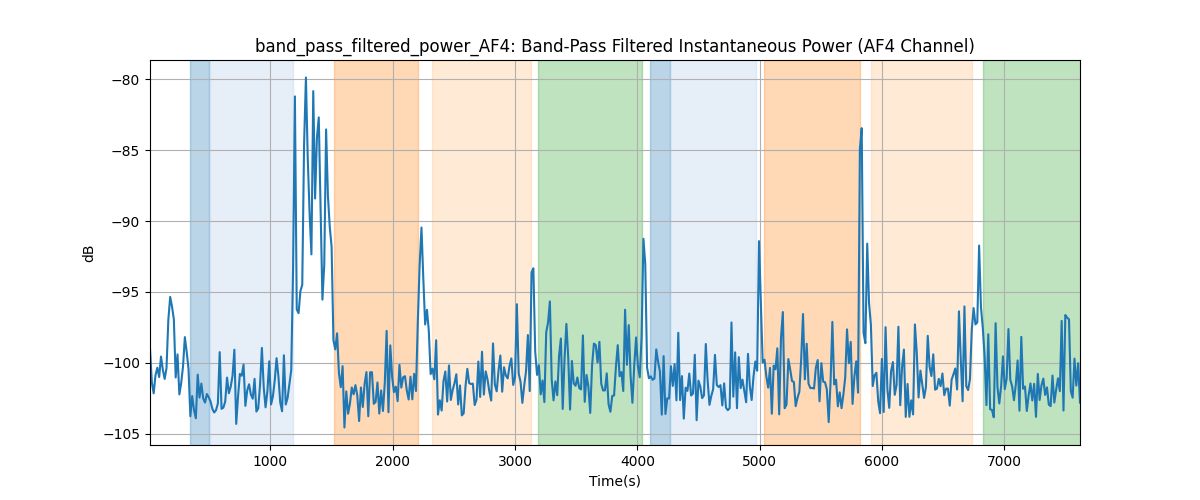 band_pass_filtered_power_AF4: Band-Pass Filtered Instantaneous Power (AF4 Channel)
−80
−85
−90
−95
−100
−105
dB
1000 2000 3000 4000 5000 6000 7000
Time(s)